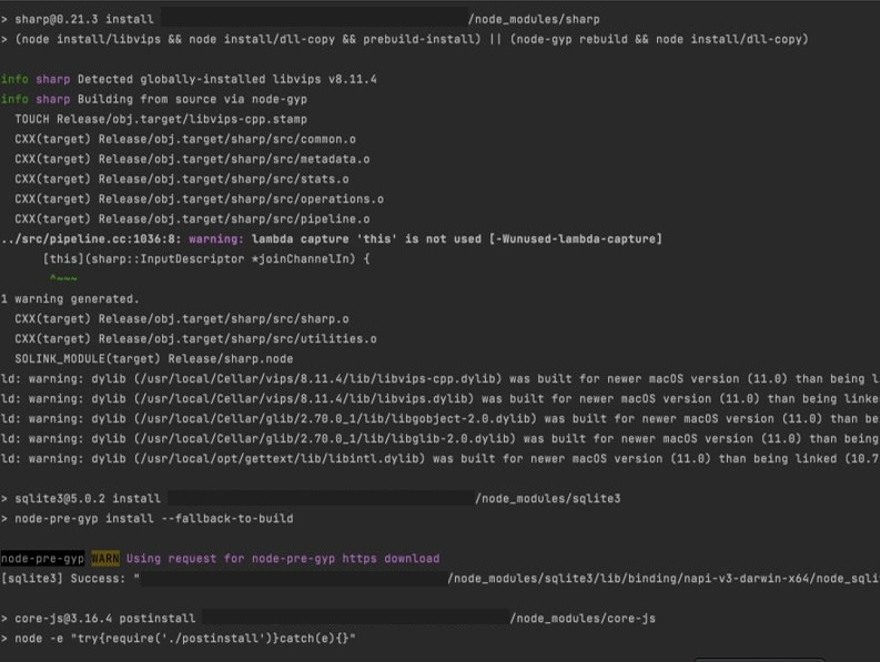 > sharp@0.21.3 install /node_modules/sharp
> (node install/libvips && node install/dll-copy && prebuild-install) || (node-gyp rebuild && node install/dll-copy)
info sharp Detected globally-installed libvips v8.11.4
info sharp Building from source via node-gyp
TOUCH Release/obj.target/libvips-cpp.stamp
CXX(target) Release/obj.target/sharp/src/common.o
CXX(target) Release/obj.target/sharp/src/metadata.o
CXX(target) Release/obj.target/sharp/src/stats.o
CXX(target) Release/obj.target/sharp/src/operations.o
CXX(target) Release/obj.target/sharp/src/pipeline.o
../src/pipeline.cc:1036:8: warning: lambda capture 'this' is not used [-Wunused-lambda-capture]
[this](sharp::InputDescriptor *joinChannelIn) {
^~~~
1 warning generated.
CXX(target) Release/obj.target/sharp/src/sharp.o
CXX(target) Release/obj.target/sharp/src/utilities.o
SOLINK_MODULE(target) Release/sharp.node
ld: warning: dylib (/usr/local/Cellar/vips/8.11.4/lib/libvips-cpp.dylib) was built for newer macOS version (11.0) than being l
ld: warning: dylib (/usr/local/Cellar/vips/8.11.4/lib/libvips.dylib) was built for newer macOS version (11.0) than being linke
ld: warning: dylib (/usr/local/Cellar/glib/2.70.0_1/lib/libgobject-2.0.dylib) was built for newer macOS version (11.0) than be
ld: warning: dylib (/usr/local/Cellar/glib/2.70.0_1/lib/libglib-2.0.dylib) was built for newer macOS version (11.0) than being
ld: warning: dylib (/usr/local/opt/gettext/lib/libintl.dylib) was built for newer macOS version (11.0) than being linked (10.7
> sqlite3@5.0.2 install /node_modules/sqlite3
> node-pre-gyp install --fallback-to-build
node-pre-gyp WARN Using request for node-pre-gyp https download
[sqlite3] Success: " /node_modules/sqlite3/lib/binding/napi-v3-darwin-x64/node_sqli
> core-js@3.16.4 postinstall /node_modules/core-js
> node -e "try{require('./postinstall')}catch(e){}"